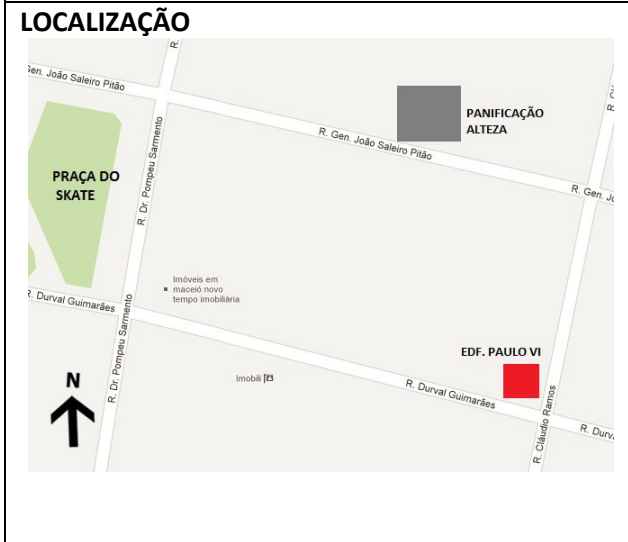 LOCALIZAÇÃO
R.
Gen. João Saleiro Pitão
PANIFICAÇÃO
ALTEZA
R. Gen. João Saleiro Pitão
R. Gen. Jo
R. Dr. Pompeu Sarmento
PRAÇA DO
SKATE
Imóveis em
maceió novo
tempo imobiliária
R. Durval Guimarães
R. Dr. Pompeu Sarmento
N
Imobili
EDF. PAULO VI
R. Durval Guimarães
R. Cláudio Ramos
R. Durv